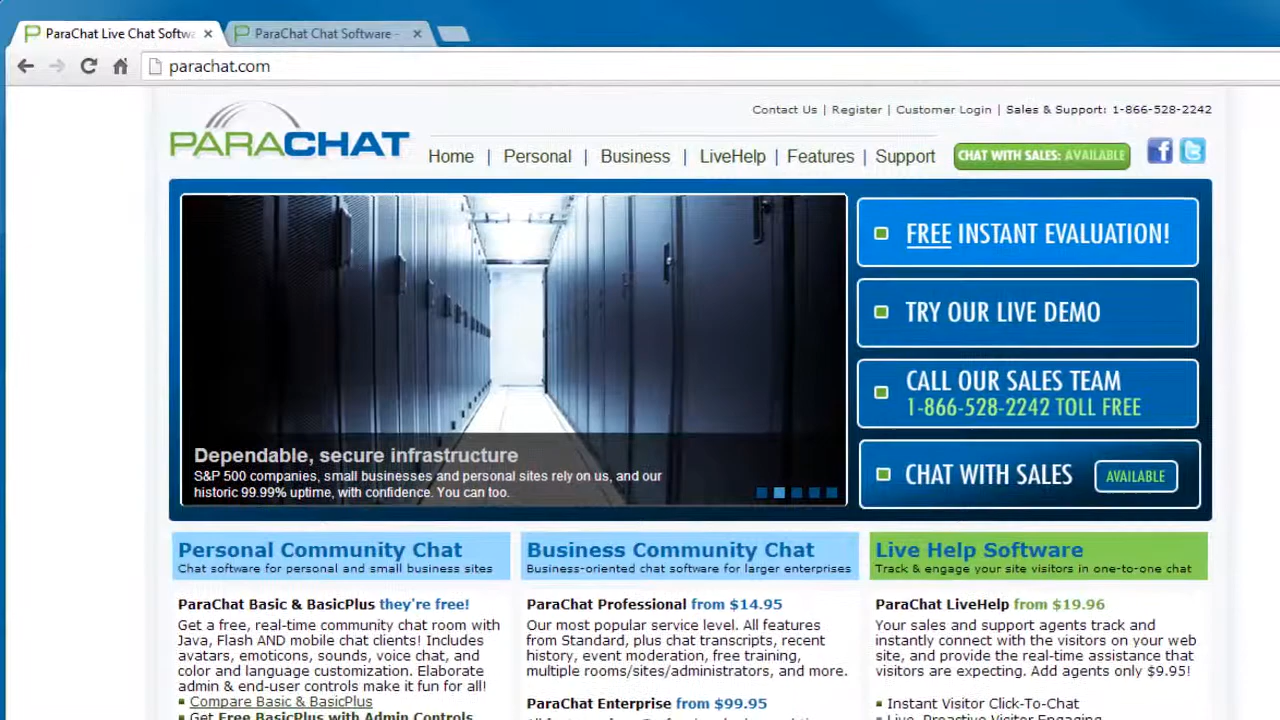 ParaChat Live Chat Softwa
ParaChat Chat Software -
parachat.com
Contact Us | Register | Customer Login | Sales & Support: 1-866-528-2242
PARACHAT
Home | Personal | Business | LiveHelp | Features | Support
CHAT WITH SALES: AVAILABLE
FREE INSTANT EVALUATION!
TRY OUR LIVE DEMO
CALL OUR SALES TEAM
1-866-528-2242 TOLL FREE
CHAT WITH SALES AVAILABLE
Dependable, secure infrastructure
S&P 500 companies, small businesses and personal sites rely on us, and our
historic 99.99% uptime, with confidence. You can too.
Personal Community Chat
Chat software for personal and small business sites
ParaChat Basic & BasicPlus they're free!
Get a free, real-time community chat room with
Java, Flash AND mobile chat clients! Includes
avatars, emoticons, sounds, voice chat, and
color and language customization. Elaborate
admin & end-user controls make it fun for all!
Compare Basic & BasicPlus
Get Free BasicPlus with Admin Controls
Business Community Chat
Business-oriented chat software for larger enterprises
ParaChat Professional from $14.95
Our most popular service level. All features
from Standard, plus chat transcripts, recent
history, event moderation, free training,
multiple rooms/sites/administrators, and more.
ParaChat Enterprise from $99.95
Live Help Software
Track & engage your site visitors in one-to-one chat
ParaChat LiveHelp from $19.96
Your sales and support agents track and
instantly connect with the visitors on your web
site, and provide the real-time assistance that
visitors are expecting. Add agents only $9.95!
Instant Visitor Click-To-Chat
Live, Proactive Visitor Engaging